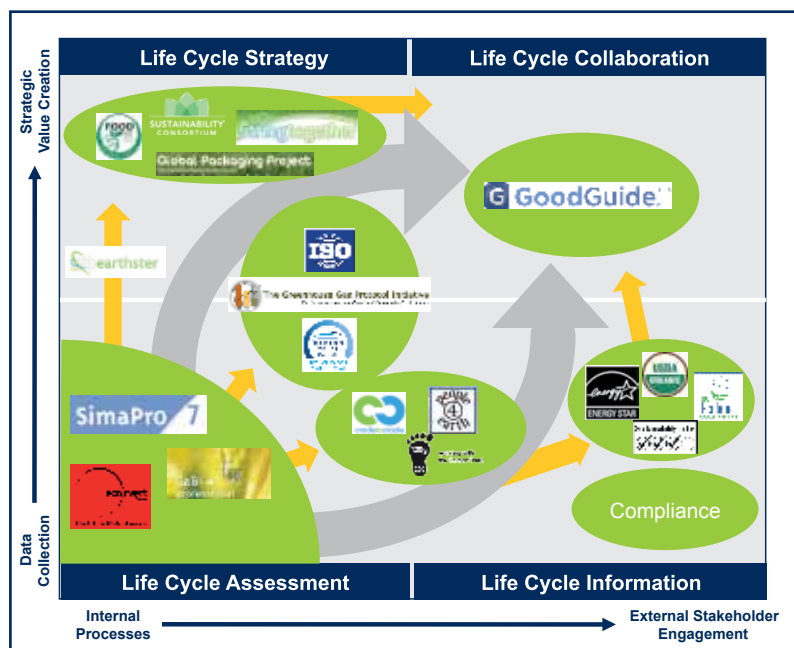 Life Cycle Strategy
Life Cycle Collaboration
Strategic
Value Creation
FOOD
SUSTAINABILITY
CONSORTIUM
Global Packaging Project
GoodGuide
earthster
ISO
The Greenhouse Gas Protocol Initiative
SimaPro 7
4
ENERGY STAR
USDA
ORGANIC
Compliance
Data
Collection
Life Cycle Assessment
Life Cycle Information
Internal
Processes
External Stakeholder
Engagement